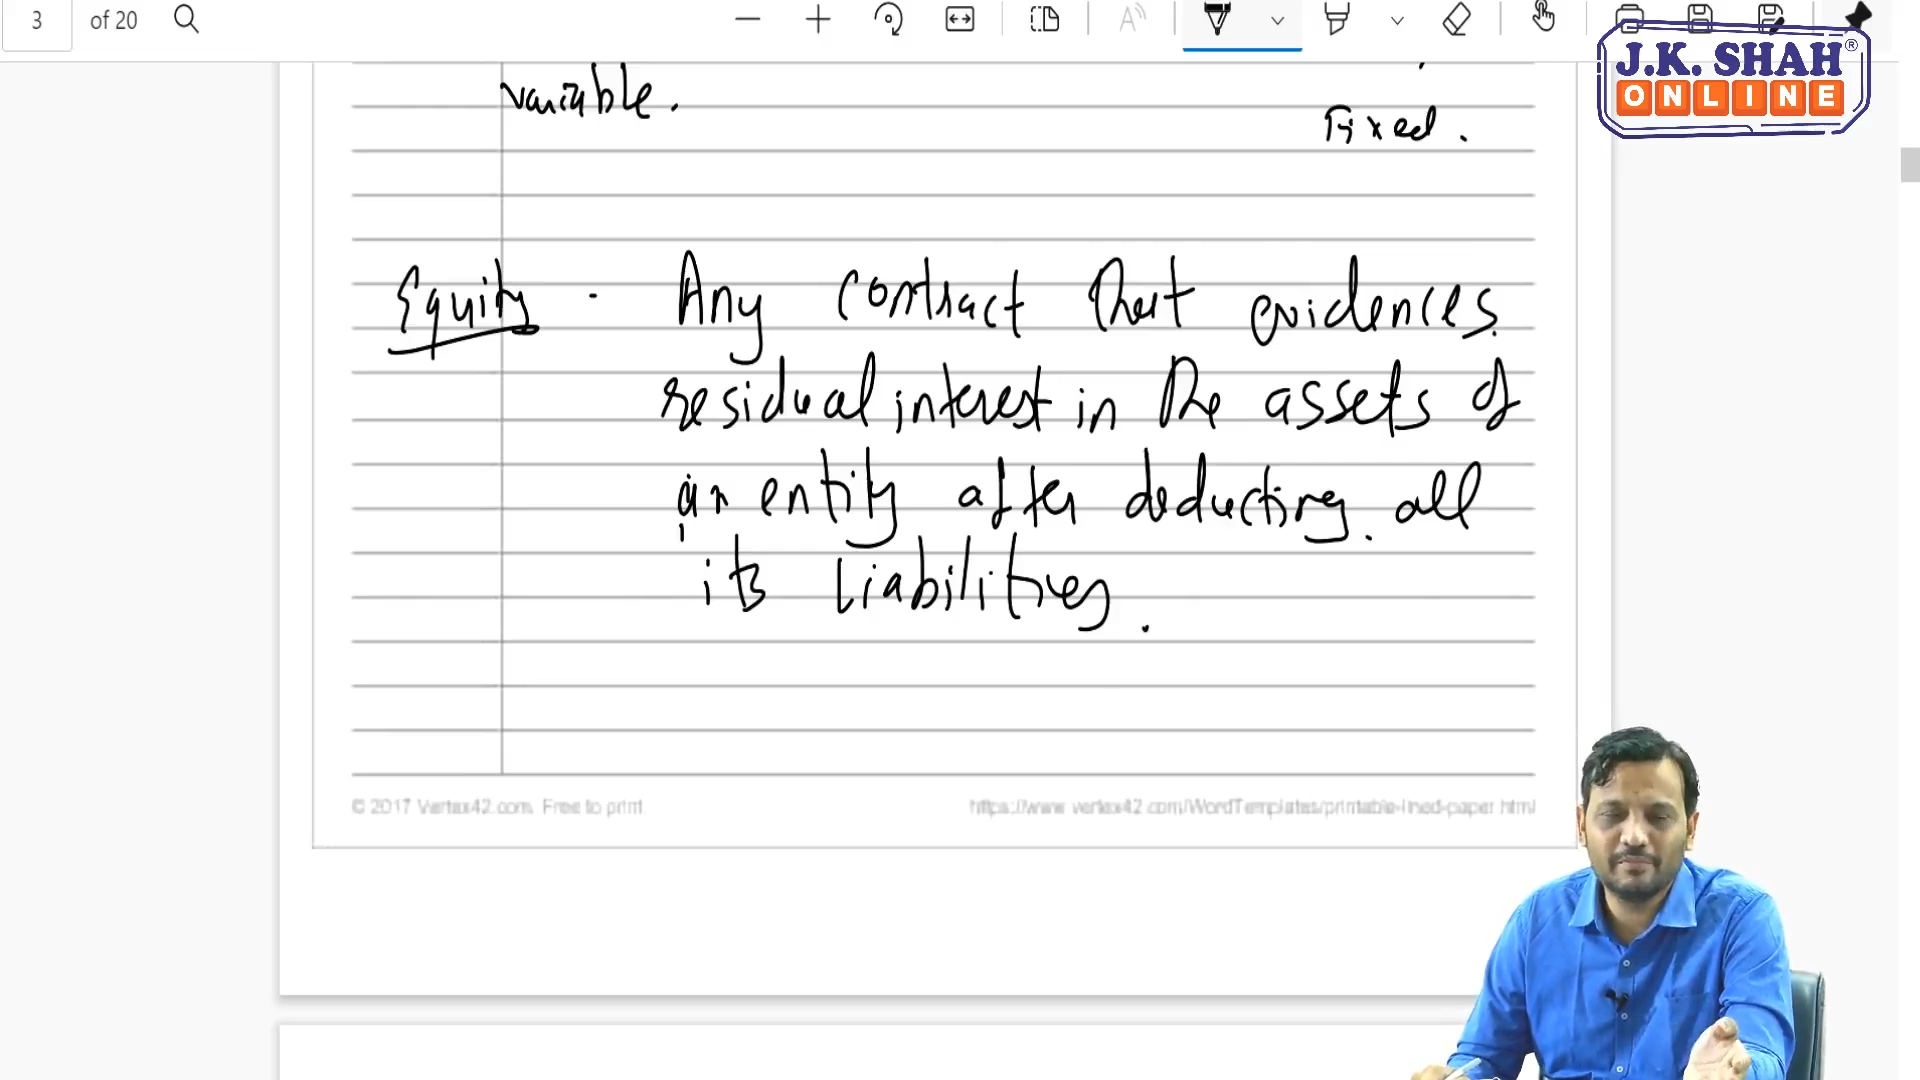 3 of 20
J.K. SHAH®
ONLINE
variable.
Fixed.
Equity . Any contract that evidences
residual interest in the assets of
an entity after deducting all
its liabilities.
© 2017 Vertex42.com. Free to print
https://www.vertex42.com/WordTemplates/printable-lined-paper.html